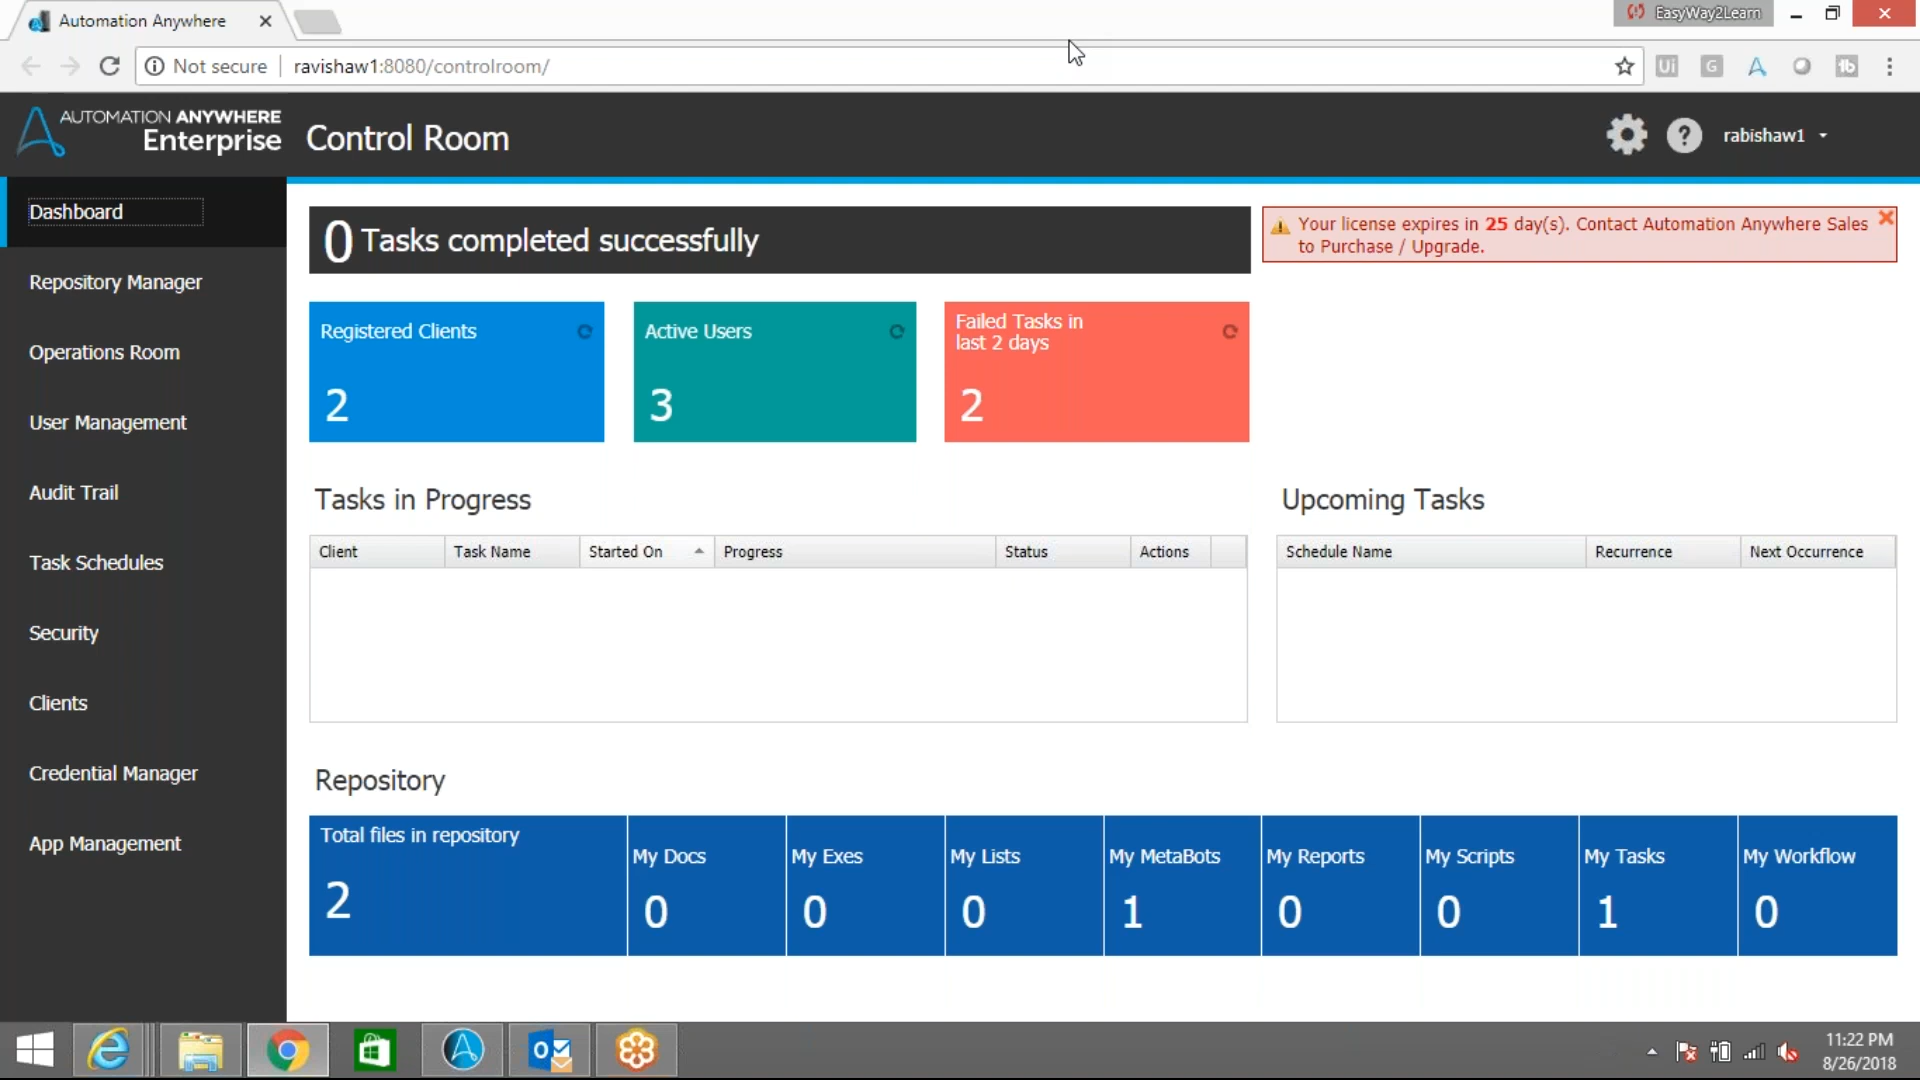 Automation Anywhere
EasyWay2Learn
Not secure
ravishaw1:8080/controlroom/
AUTOMATION ANYWHERE
Enterprise
Control Room
rabishaw1
Dashboard
Repository Manager
Operations Room
User Management
Audit Trail
Task Schedules
Security
Clients
Credential Manager
App Management
0 Tasks completed successfully
Your license expires in 25 day(s). Contact Automation Anywhere Sales
to Purchase / Upgrade.
Registered Clients
2
Active Users
3
Failed Tasks in
last 2 days
2
Tasks in Progress
Client Task Name Started On Progress Status Actions
Upcoming Tasks
Schedule Name Recurrence Next Occurrence
Repository
Total files in repository
2
My Docs
0
My Exes
0
My Lists
0
My MetaBots
1
My Reports
0
My Scripts
0
My Tasks
1
My Workflow
0
11:22 PM
8/26/2018